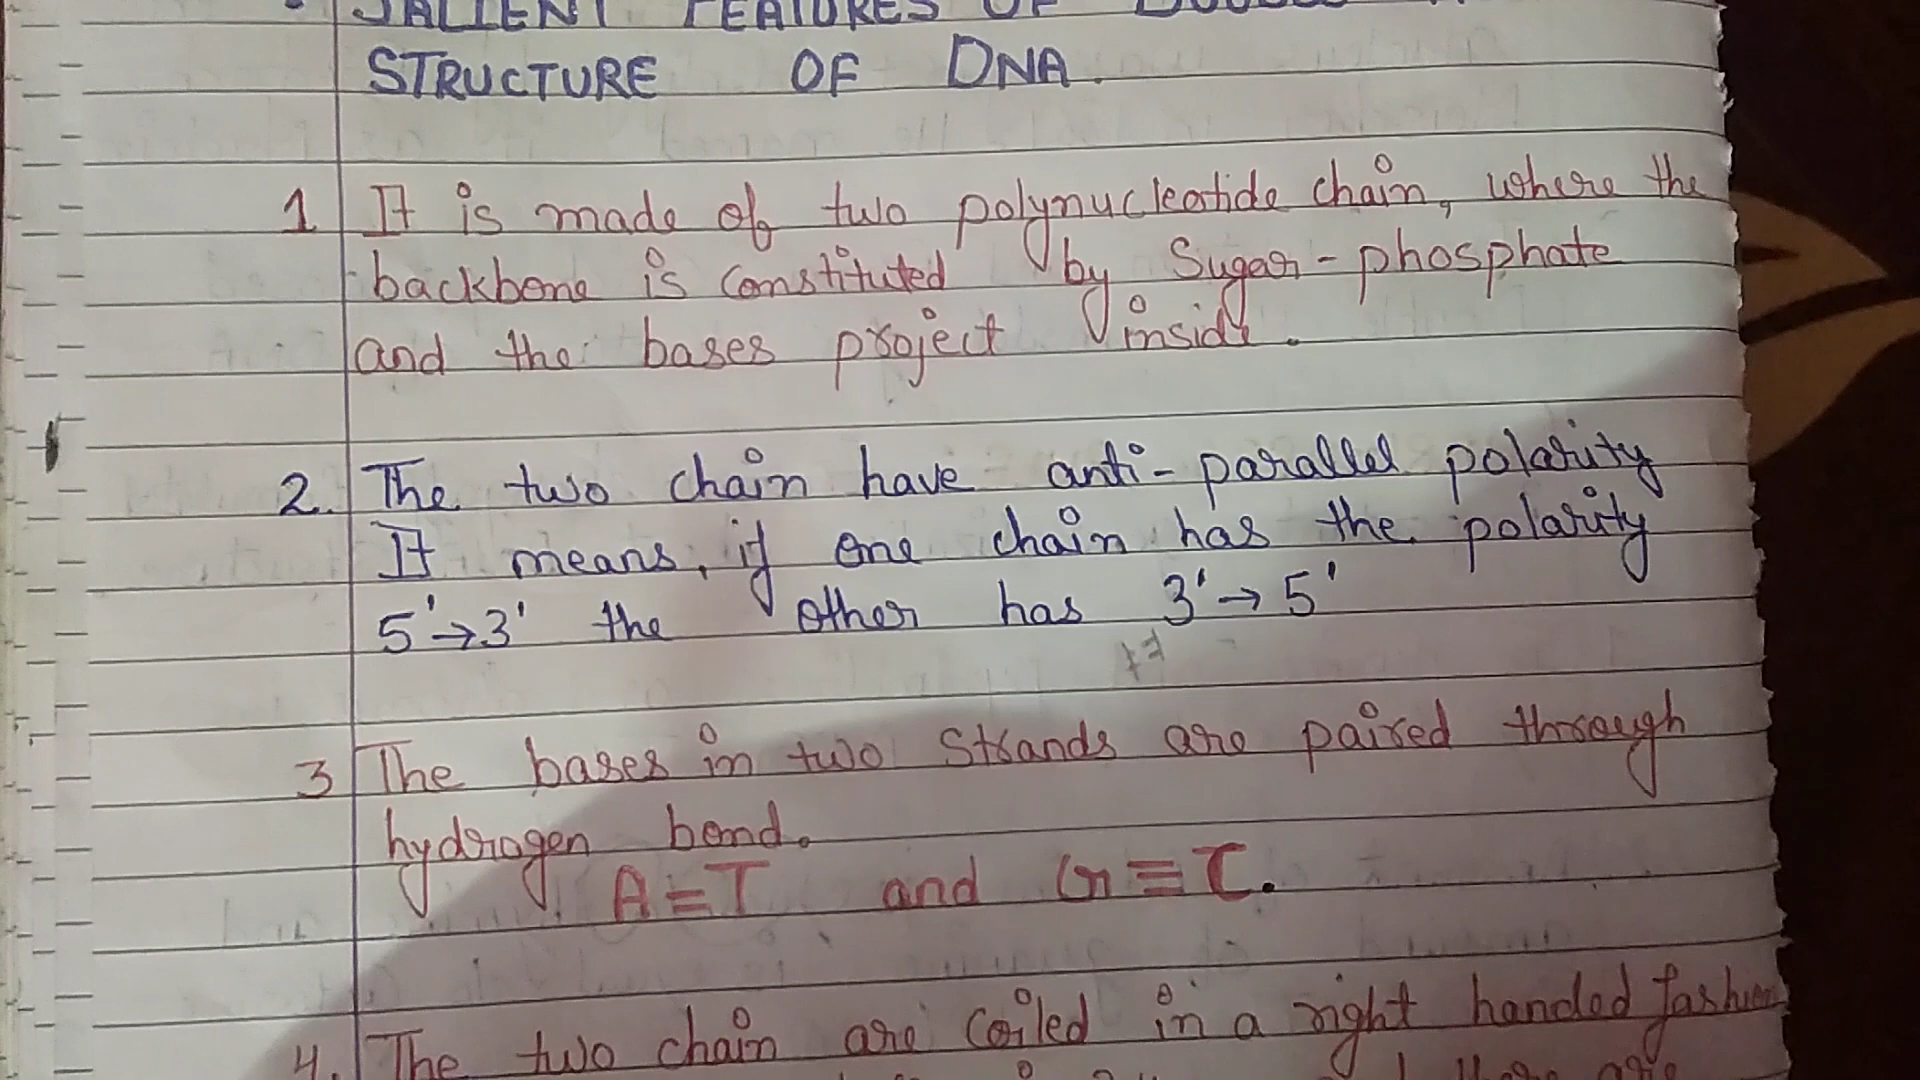 SALIENT FEATURES OF
STRUCTURE OF DNA.
1 It is made of two polynucleotide chain, where the
backbone is constituted by Sugar-phosphate
and the bases project inside.
2. The two chain have anti-parallel polarity
It means, if one chain has the polarity
5'→3' the other has 3'→5'
3 The bases in two Strands are paired through
hydrogen bond.
A=T and G≡C.
4. The two chain are coiled in a right handed fashion